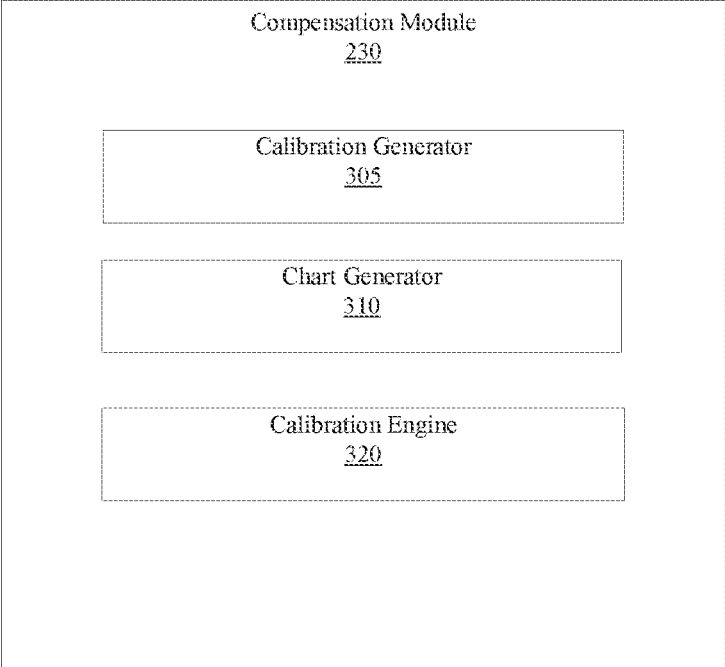 Compensation Module
230
Calibration Generator
305
Chart Generator
310
Calibration Engine
320